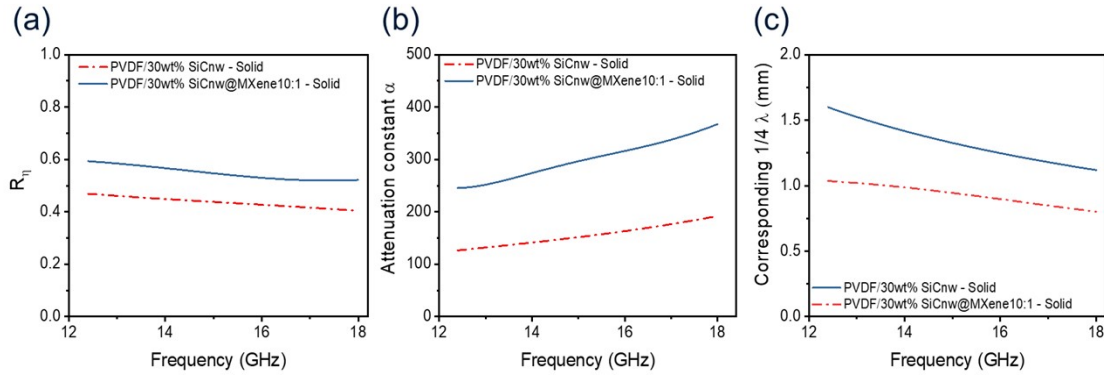 (a)
1.0
0.8
0.6
0.4
0.2
0.0
R_η
PVDF/30wt% SiCnw - Solid
PVDF/30wt% SiCnw@MXene10:1 - Solid
12
14
16
18
Frequency (GHz)
(b)
500
400
300
200
100
0
Attenuation constant α
PVDF/30wt% SiCnw - Solid
PVDF/30wt% SiCnw@MXene10:1 - Solid
12
14
16
18
Frequency (GHz)
(c)
2.0
1.5
1.0
0.5
0.0
Corresponding 1/4 λ (mm)
PVDF/30wt% SiCnw - Solid
PVDF/30wt% SiCnw@MXene10:1 - Solid
12
14
16
18
Frequency (GHz)